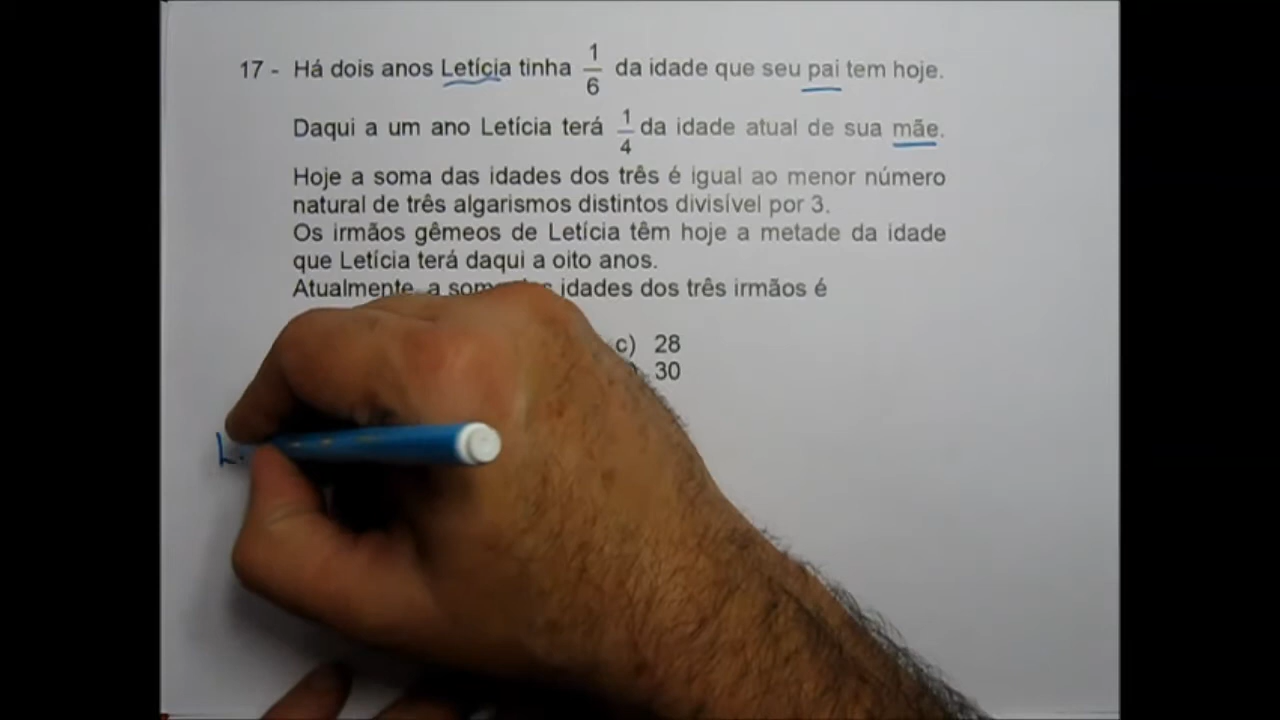 17 - Há dois anos Letícia tinha 1/6 da idade que seu pai tem hoje.
Daqui a um ano Letícia terá 1/4 da idade atual de sua mãe.
Hoje a soma das idades dos três é igual ao menor número
natural de três algarismos distintos divisível por 3.
Os irmãos gêmeos de Letícia têm hoje a metade da idade
que Letícia terá daqui a oito anos.
Atualmente, a idades dos três irmãos é
c) 28
30
L